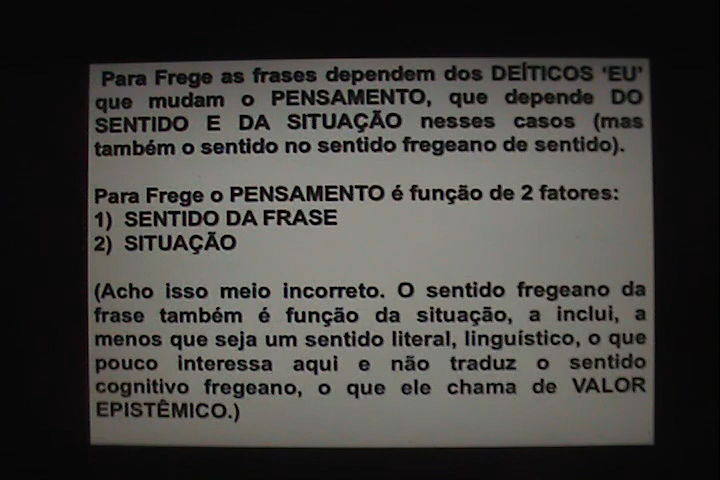 Para Frege as frases dependem dos DEÍTICOS ‘EU’
que mudam o PENSAMENTO, que depende DO
SENTIDO E DA SITUAÇÃO nesses casos (mas
também o sentido no sentido fregeano de sentido).
Para Frege o PENSAMENTO é função de 2 fatores:
1) SENTIDO DA FRASE
2) SITUAÇÃO
(Acho isso meio incorreto. O sentido fregeano da
frase também é função da situação, a inclui, a
menos que seja um sentido literal, linguístico, o que
pouco interessa aqui e não traduz o sentido
cognitivo fregeano, o que ele chama de VALOR
EPISTÊMICO.)